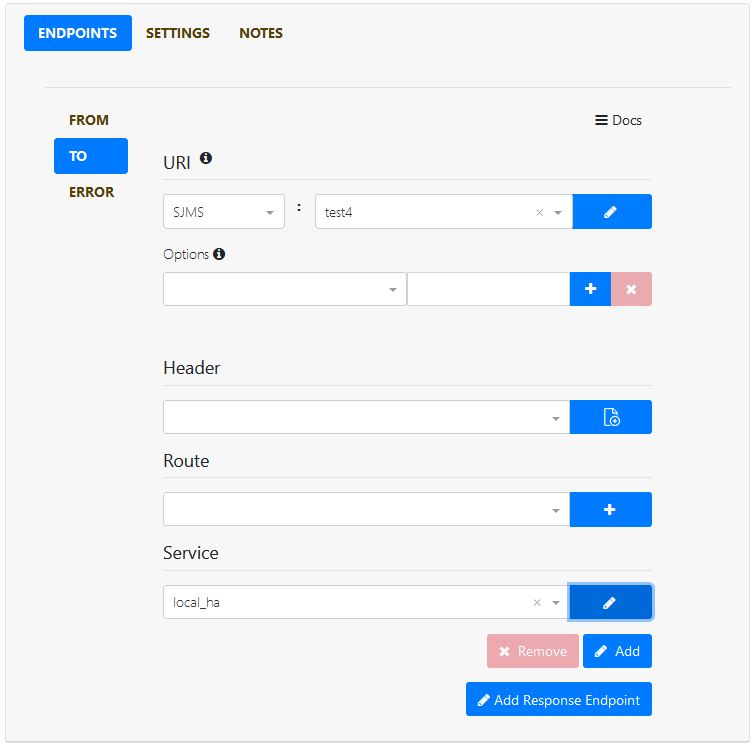 ENDPOINTS SETTINGS NOTES
FROM
Docs
TO
URI
ERROR
SJMS : test4
Options
Header
Route
Service
local_ha
Remove Add
Add Response Endpoint